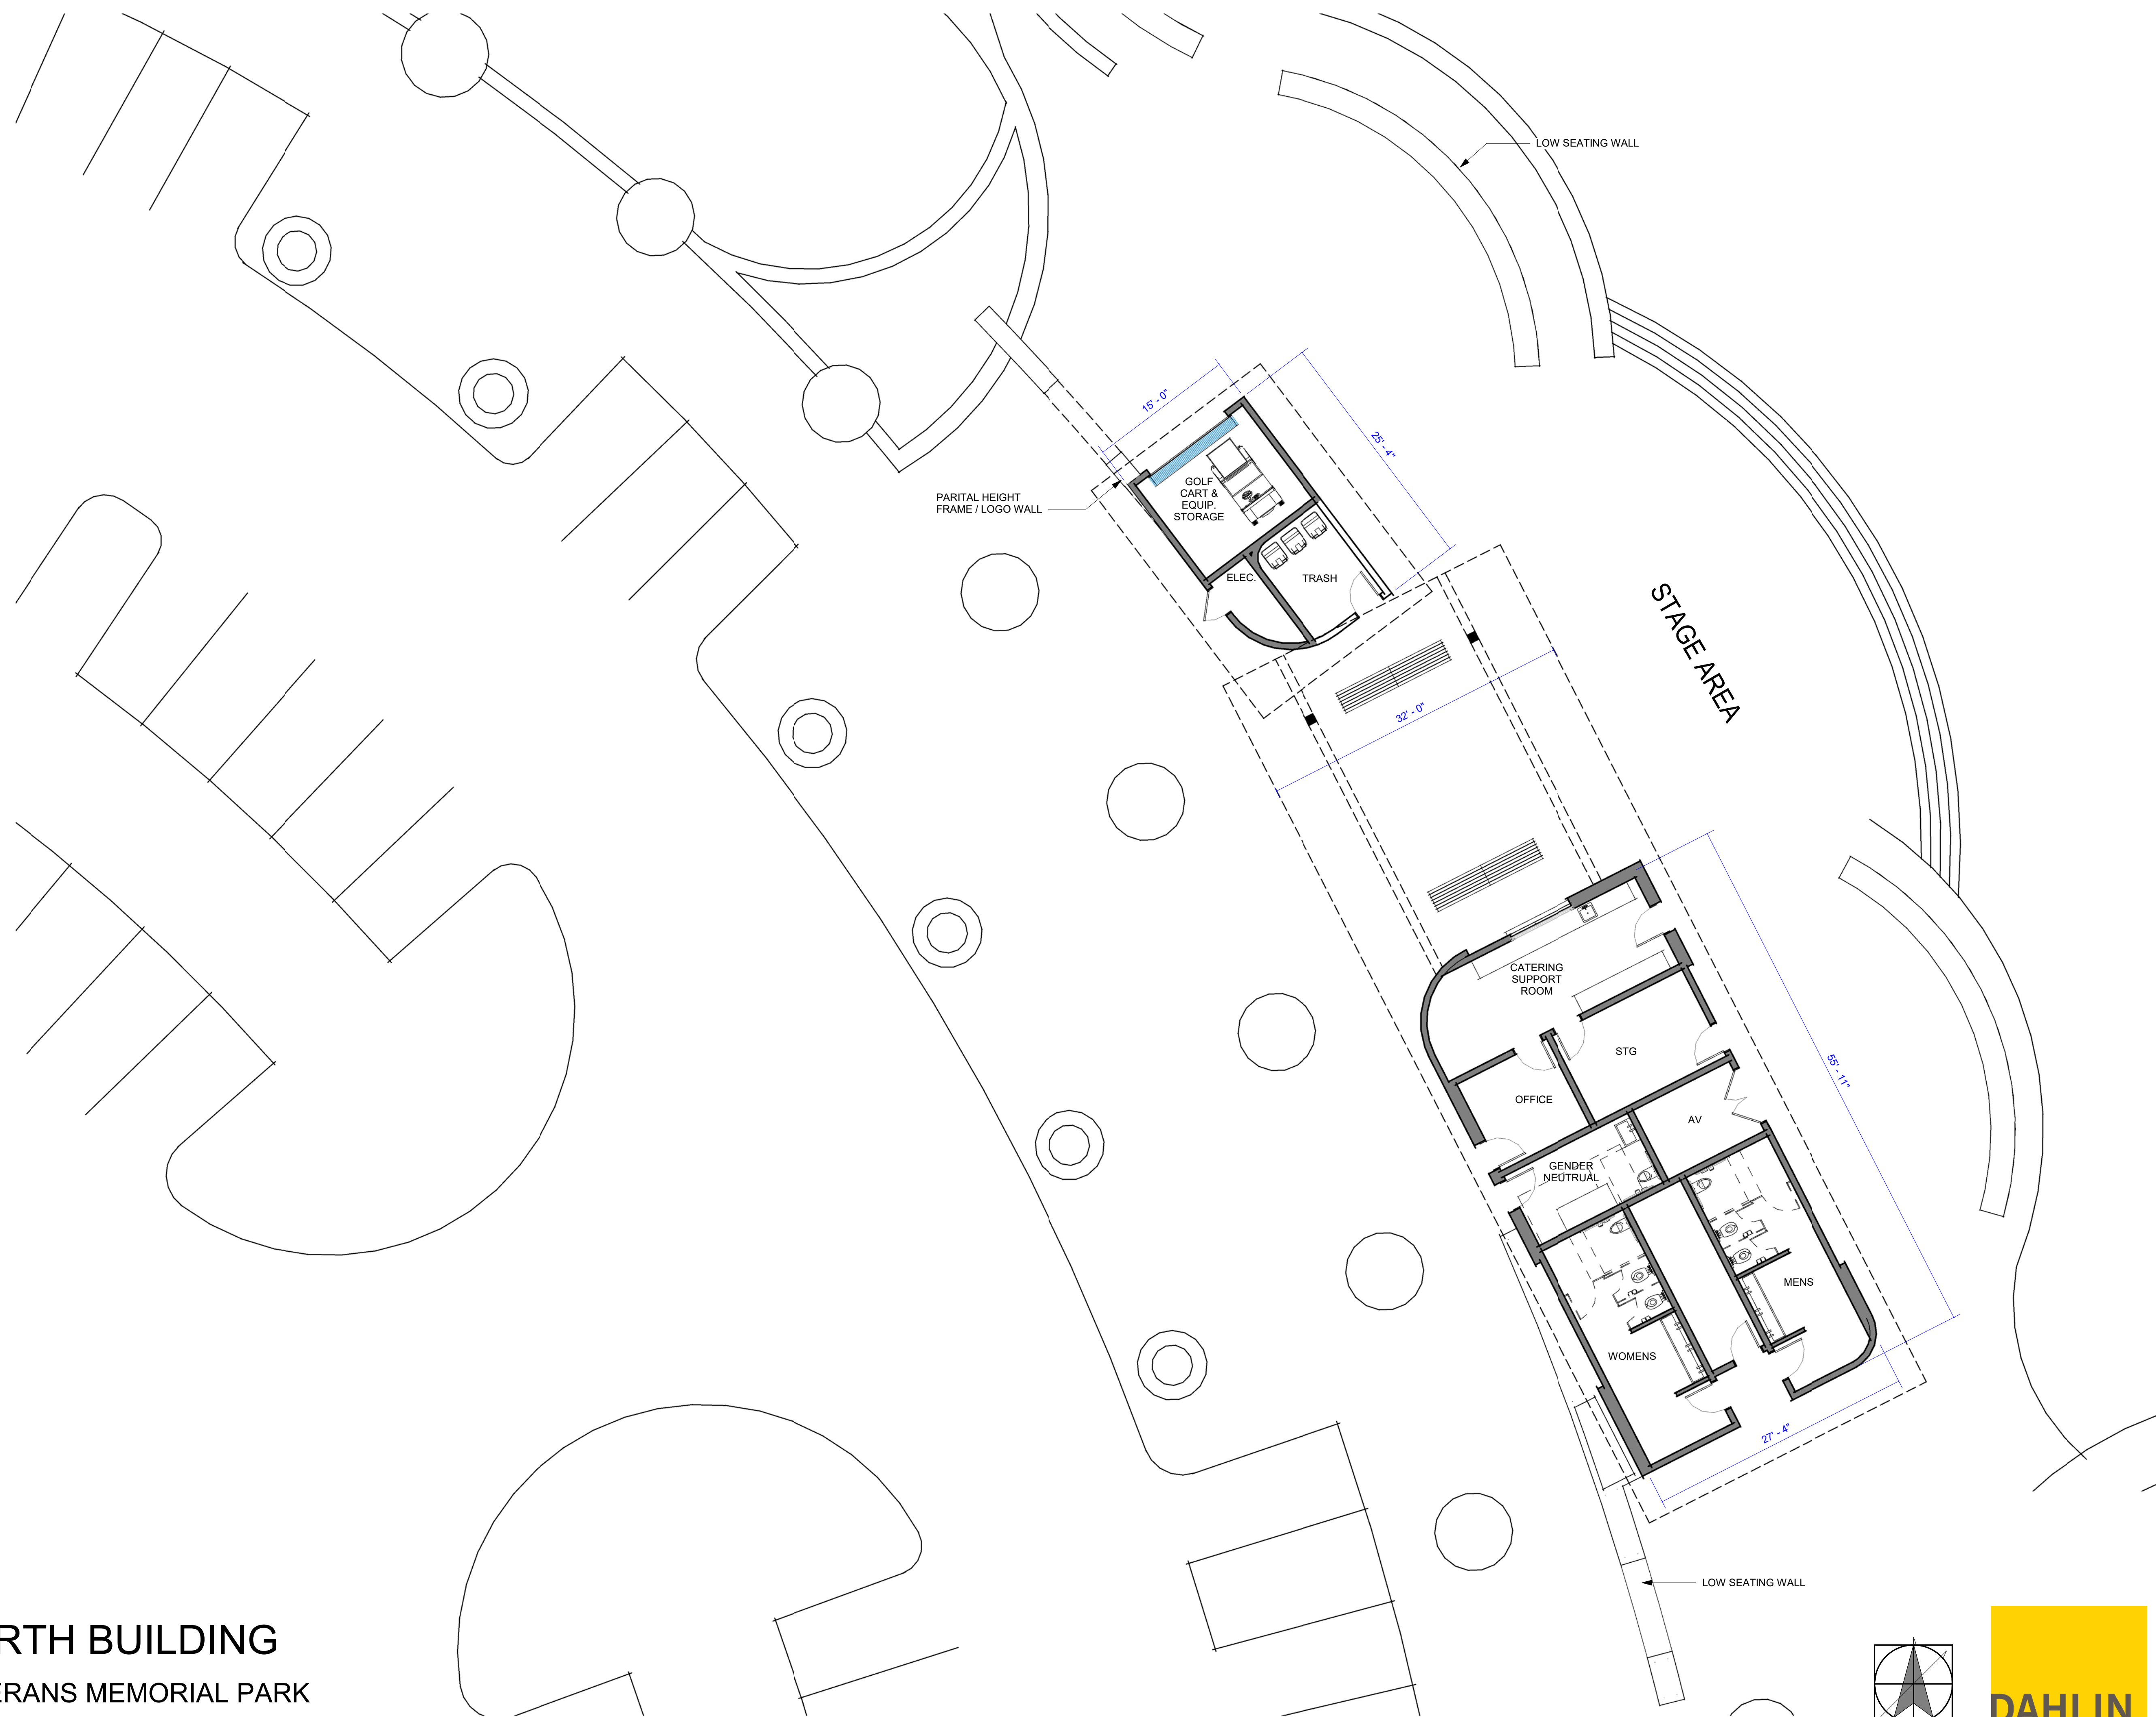 LOW SEATING WALL
15' - 0"
25' - 4"
PARITAL HEIGHT
FRAME / LOGO WALL
GOLF
CART &
EQUIP.
STORAGE
ELEC.
TRASH
STAGE AREA
32' - 0"
CATERING
SUPPORT
ROOM
STG
OFFICE
AV
55' - 11"
GENDER
NEUTRUAL
MENS
WOMENS
27' - 4"
LOW SEATING WALL
RTH BUILDING
ERANS MEMORIAL PARK
DAHLIN